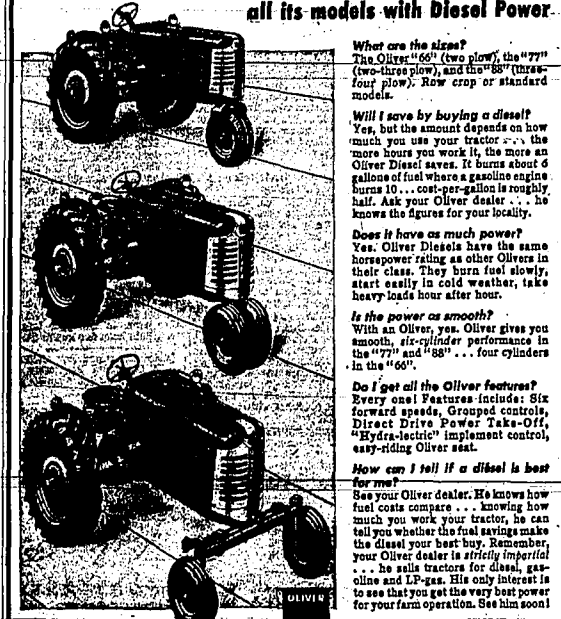 all its models with Diesel Power
What are the sizes?
The Oliver "66" (two plow), the "77"
(two-three plow), and the "88" (three-
four plow). Row crop or standard
models.
Will I save by buying a diesel?
Yes, but the amount depends on how
much you use your tractor . . . the
more hours you work it, the more an
Oliver Diesel saves. It burns about 6
gallons of fuel where a gasoline engine
burns 10 . . . cost-per-gallon is roughly
half. Ask your Oliver dealer . . . he
knows the figures for your locality.
Does it have as much power?
Yes. Oliver Diesels have the same
horsepower rating as other Olivers in
their class. They burn fuel slowly,
start easily in cold weather, take
heavy loads hour after hour.
Is the power as smooth?
With an Oliver, yes. Oliver gives you
smooth, six-cylinder performance in
the "77" and "88" . . . four cylinders
in the "66".
Do I get all the Oliver features?
Every one! Features include: Six
forward speeds, Grouped controls,
Direct Drive Power Take-Off,
"Hydra-lectric" implement control,
easy-riding Oliver seat.
How can I tell if a diesel is best
for me?
See your Oliver dealer. He knows how
fuel costs compare . . . knowing how
much you work your tractor, he can
tell you whether the fuel savings make
the diesel your best buy. Remember,
your Oliver dealer is strictly impartial
. . . he sells tractors for diesel, gas-
oline and LP-gas. His only interest is
to see that you get the very best power
for your farm operation. See him soon!
OLIVER